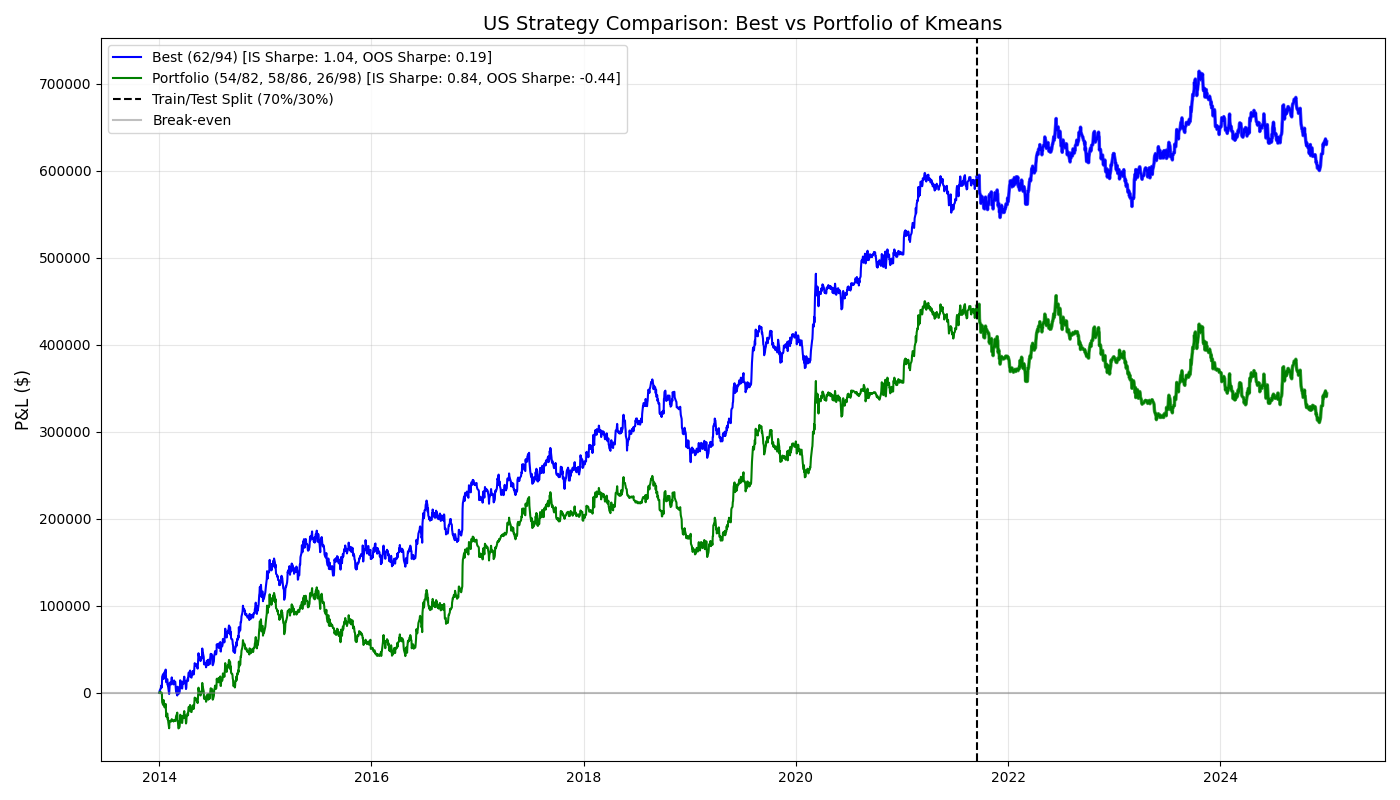 US Strategy Comparison: Best vs Portfolio of Kmeans
Best (62/94) [IS Sharpe: 1.04, OOS Sharpe: 0.19]
Portfolio (54/82, 58/86, 26/98) [IS Sharpe: 0.84, OOS Sharpe: -0.44]
Train/Test Split (70%/30%)
Break-even
P&L ($)
700000
600000
500000
400000
300000
200000
100000
0
2014
2016
2018
2020
2022
2024